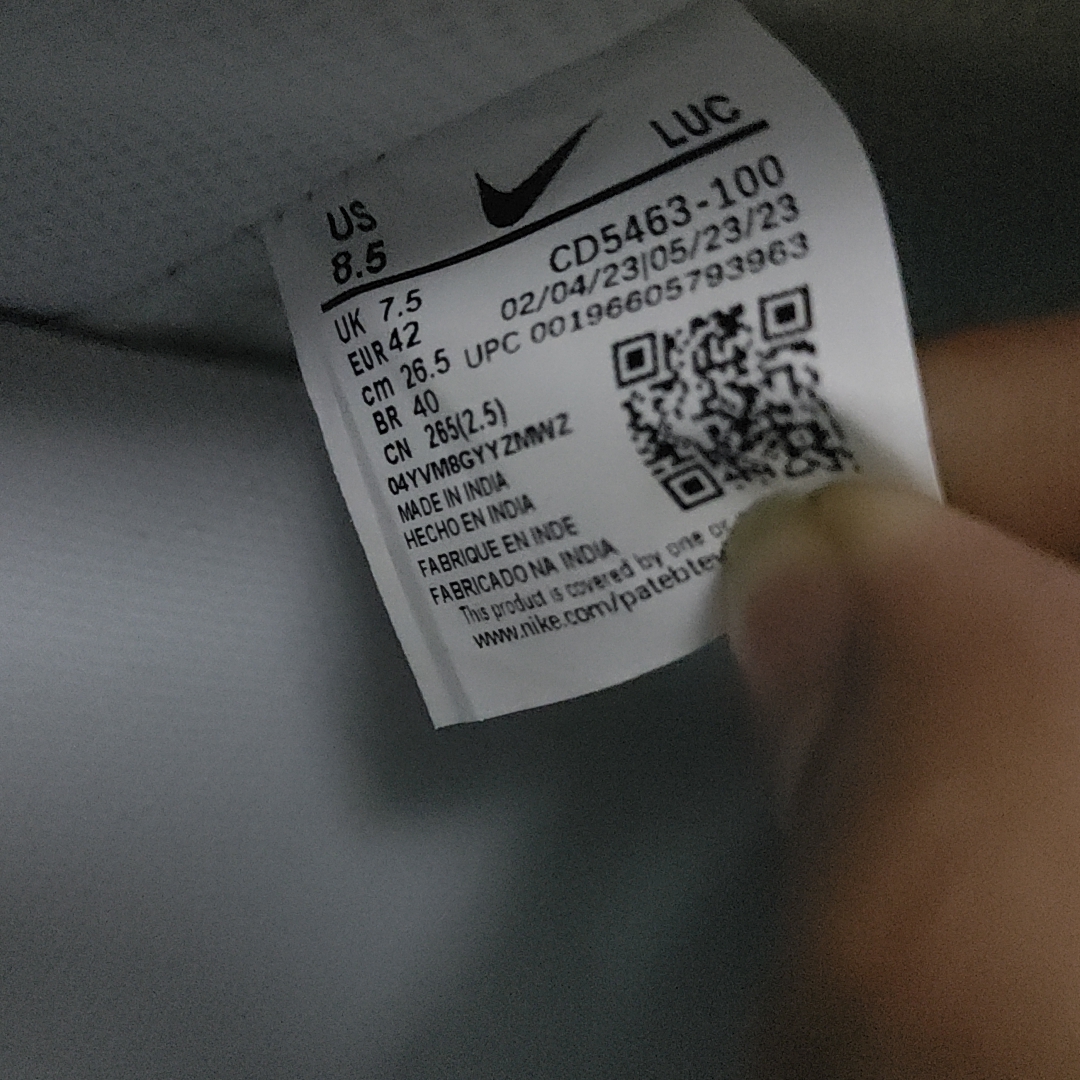 US LUC
8.5
CD5463-100
UK 7.5 02/04/23|05/23/23
EUR 42 UPC 00196605793963
cm 26.5
BR 40
CN 265(2.5)
04YVM8GYYZMWZ
MADE IN INDIA
HECHO EN INDIA
FABRIQUE EN INDE
FABRICADO NA INDIA
This product is covered by one or
www.nike.com/pateble